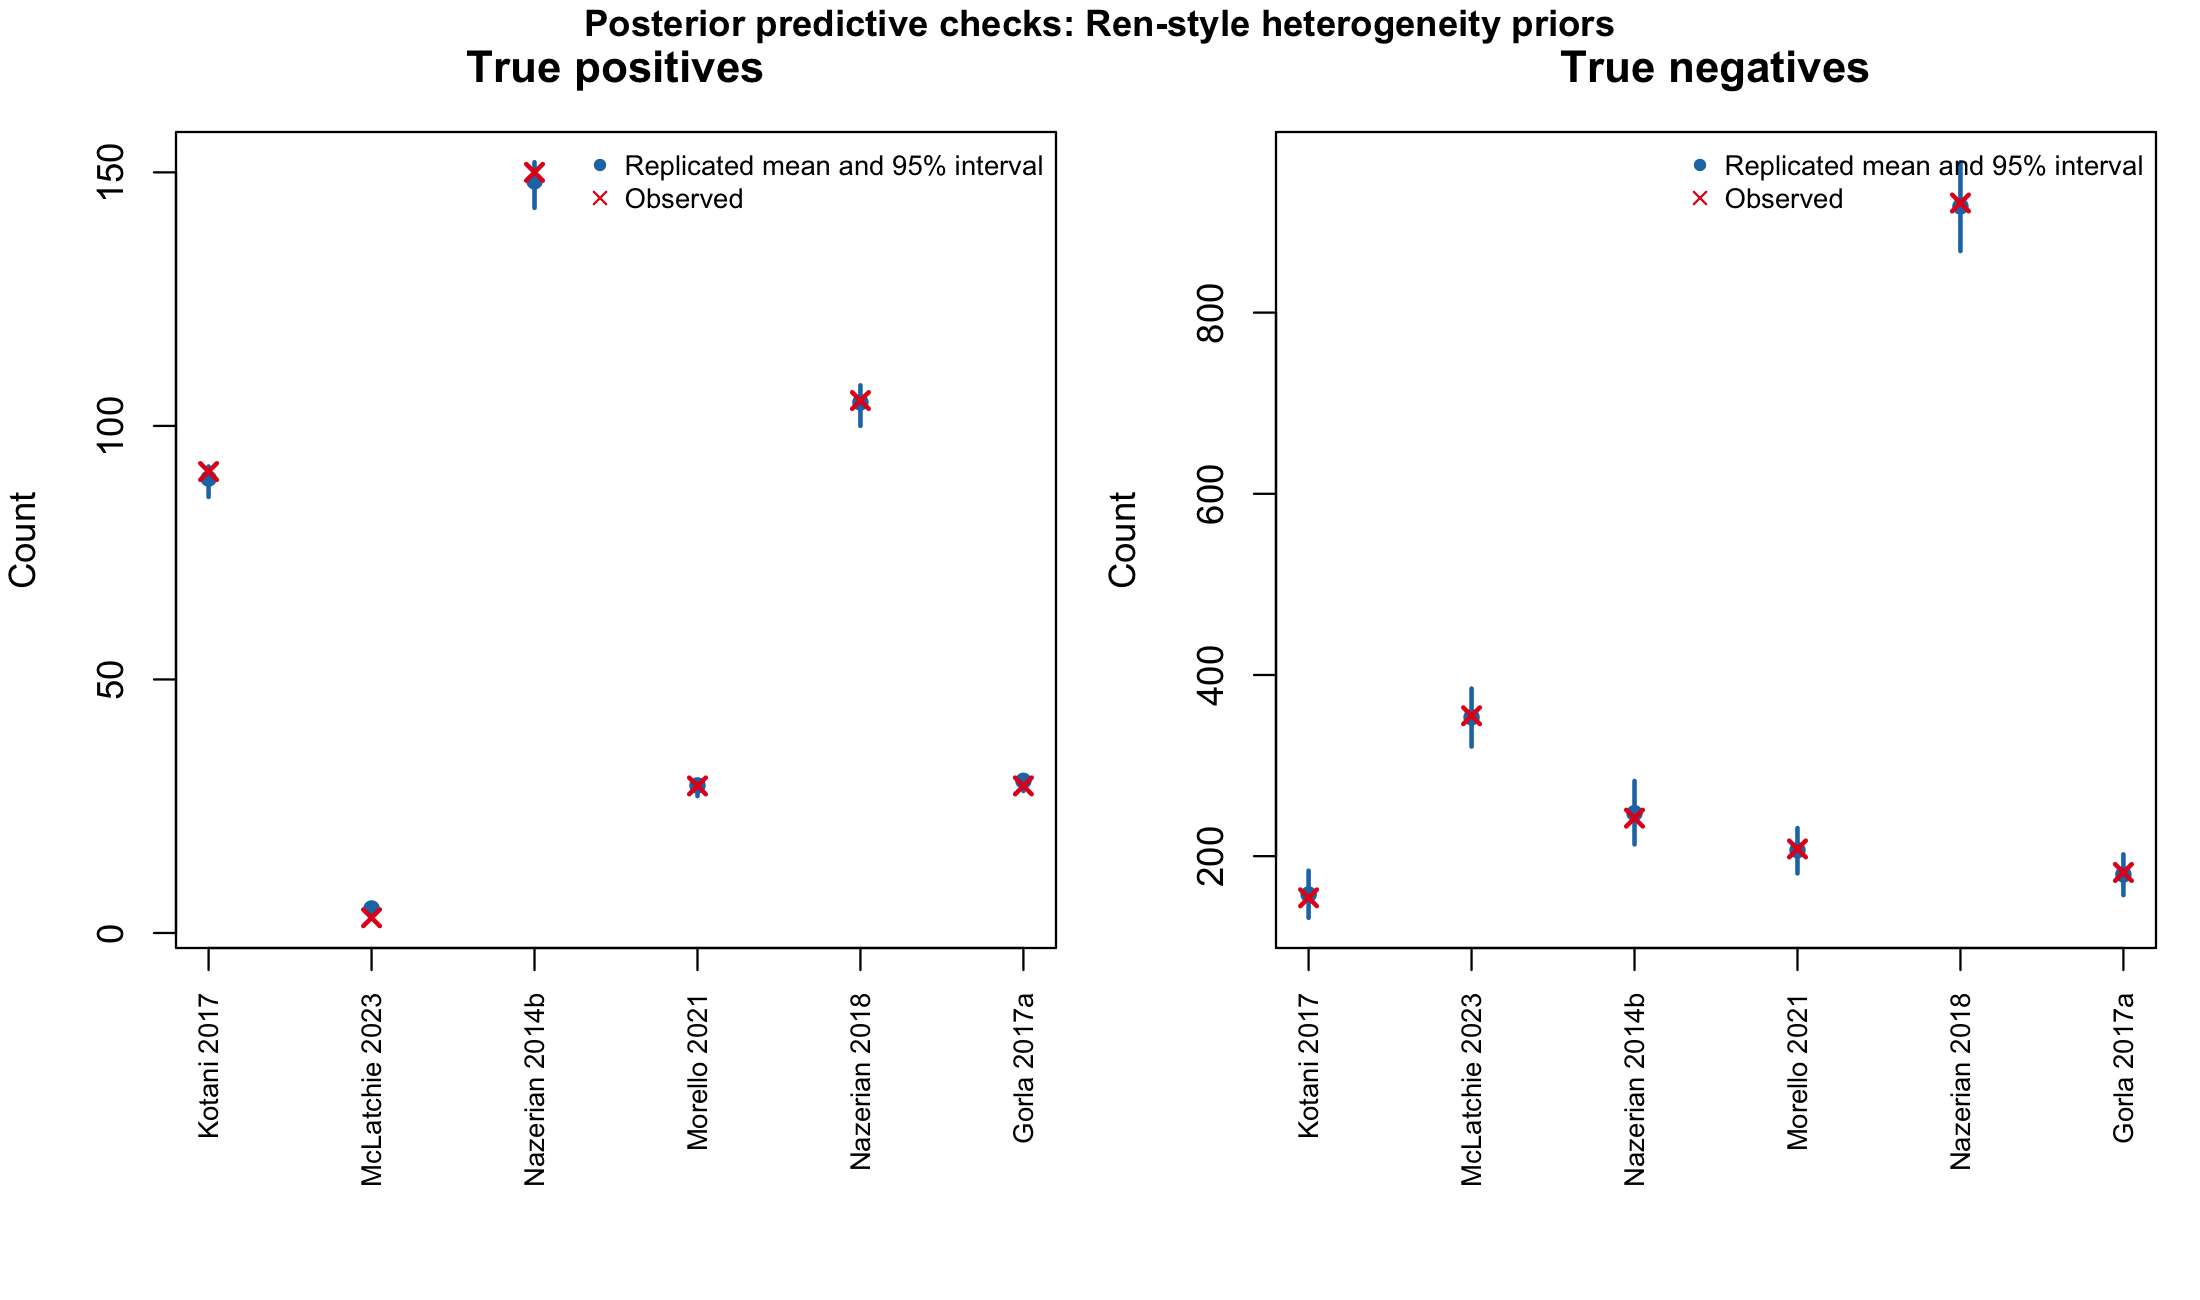 Posterior predictive checks: Ren-style heterogeneity priors
True positives
Replicated mean and 95% interval
Observed
Count
150
100
50
0
Kotani 2017
McLatchie 2023
Nazerian 2014b
Morello 2021
Nazerian 2018
Gorla 2017a
True negatives
Replicated mean and 95% interval
Observed
Count
800
600
400
200
Kotani 2017
McLatchie 2023
Nazerian 2014b
Morello 2021
Nazerian 2018
Gorla 2017a